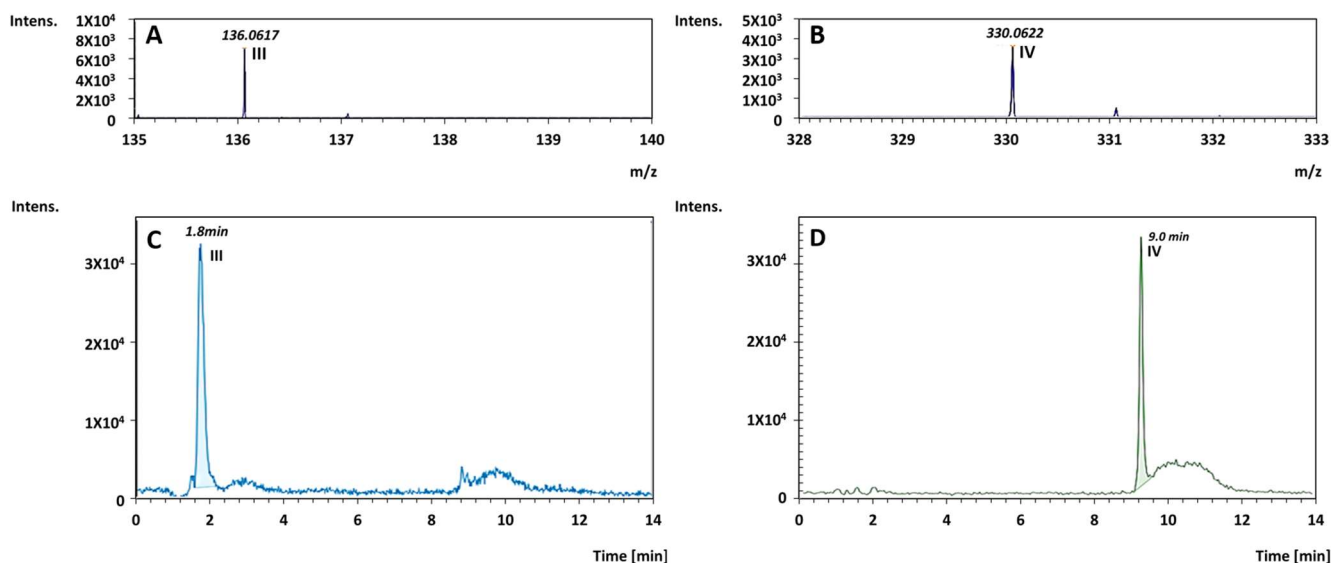 Intens.
1X10⁴
8X10³
6X10³
4X10³
2X10³
0
A
136.0617
III
135 136 137 138 139 140
m/z
Intens.
5X10³
4X10³
3X10³
2X10³
1X10³
0
B
330.0622
IV
328 329 330 331 332 333
m/z
Intens.
3X10⁴
2X10⁴
1X10⁴
0
C
1.8min
III
0 2 4 6 8 10 12 14
Time [min]
Intens.
3X10⁴
2X10⁴
1X10⁴
0
D
9.0 min
IV
0 2 4 6 8 10 12 14
Time [min]